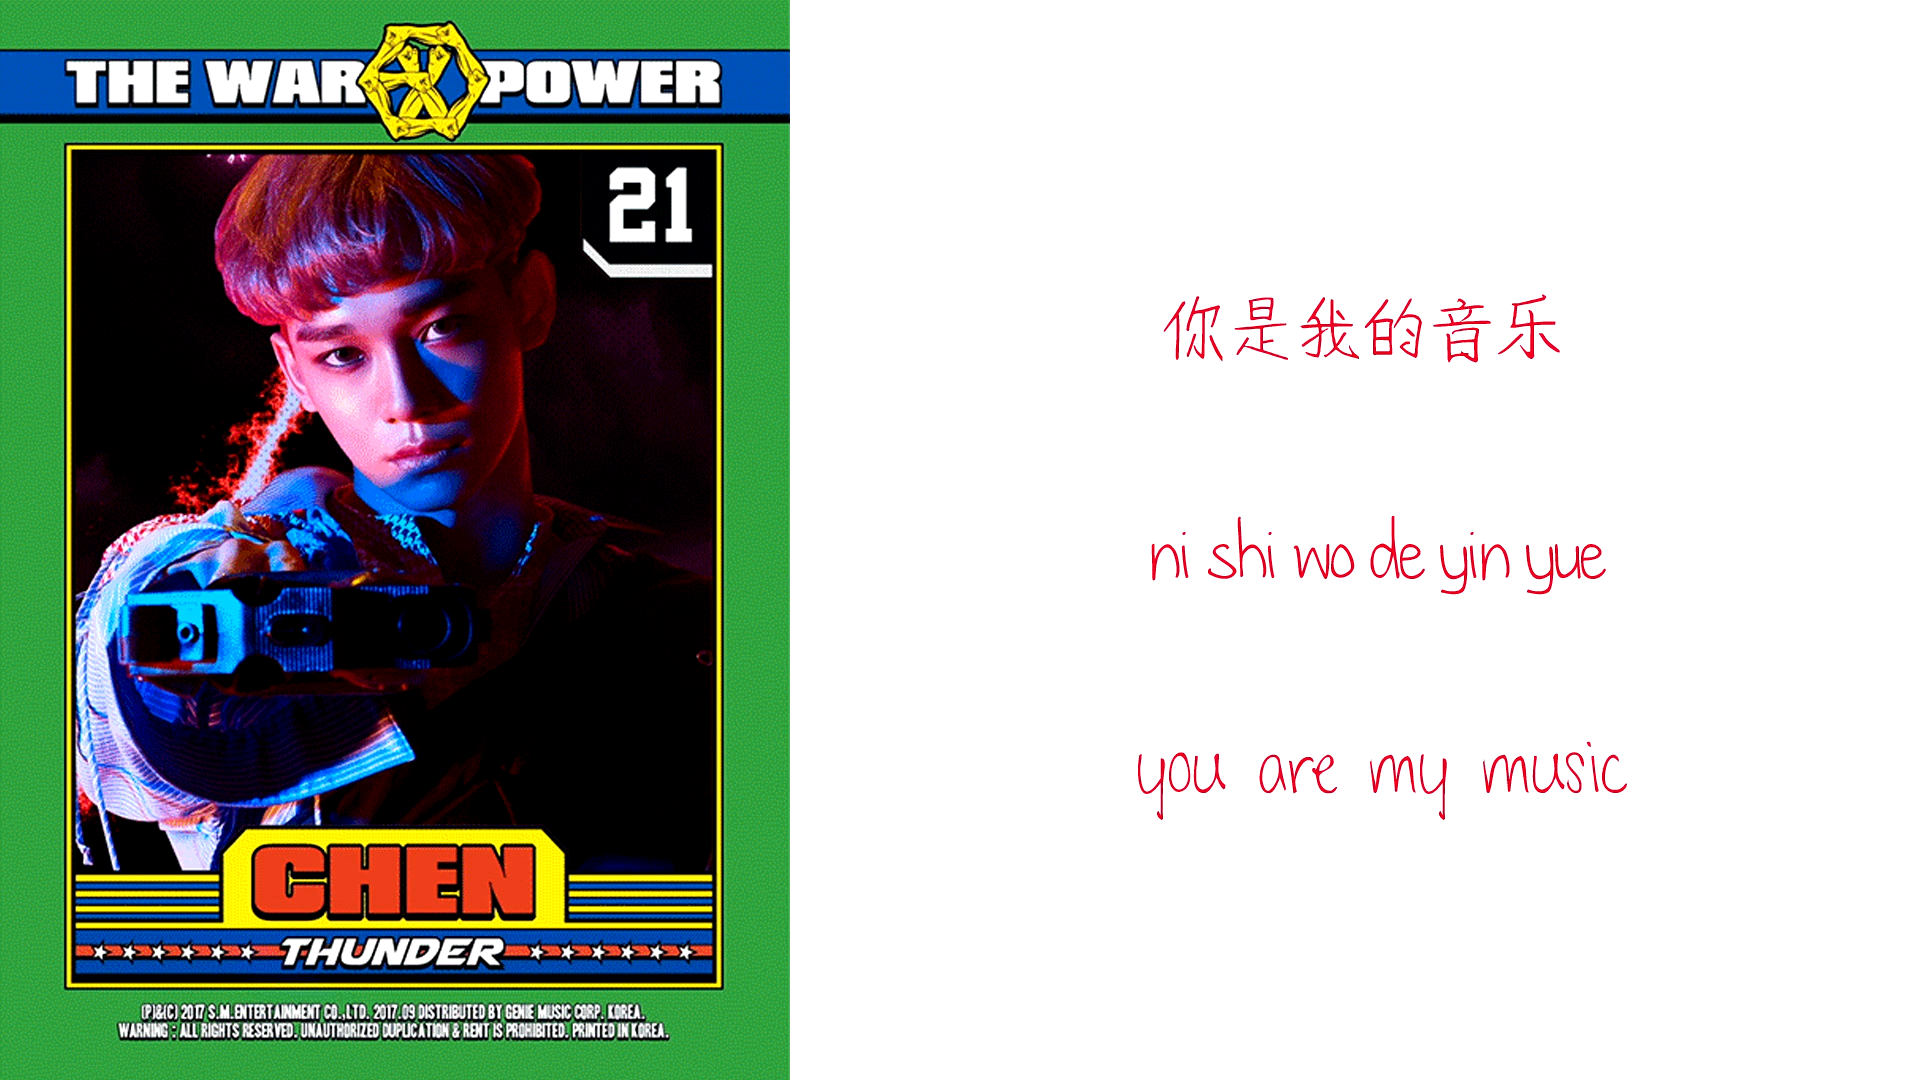 THE WAR POWER
21
CHEN
THUNDER
(P)&(C) 2017 S.M.ENTERTAINMENT CO.,LTD. 2017.09 DISTRIBUTED BY GENIE MUSIC CORP. KOREA.
WARNING : ALL RIGHTS RESERVED. UNAUTHORIZED DUPLICATION & RENT IS PROHIBITED. PRINTED IN KOREA.
你是我的音乐
ni shi wo de yin yue
you are my music